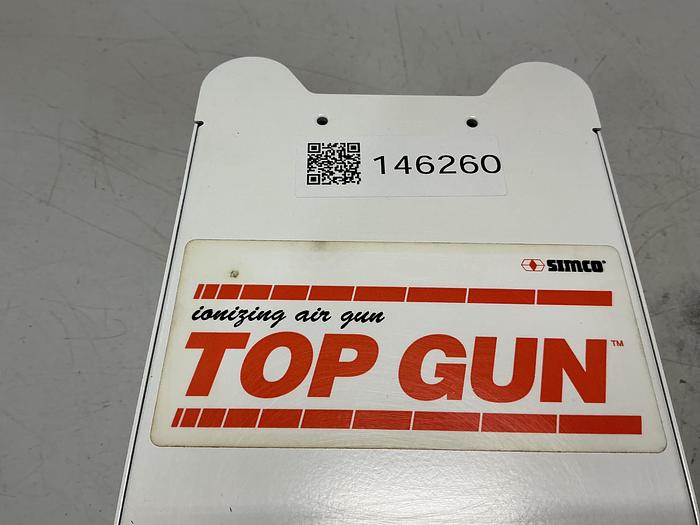 146260
SIMCO®
ionizing air gun
TOP GUN™